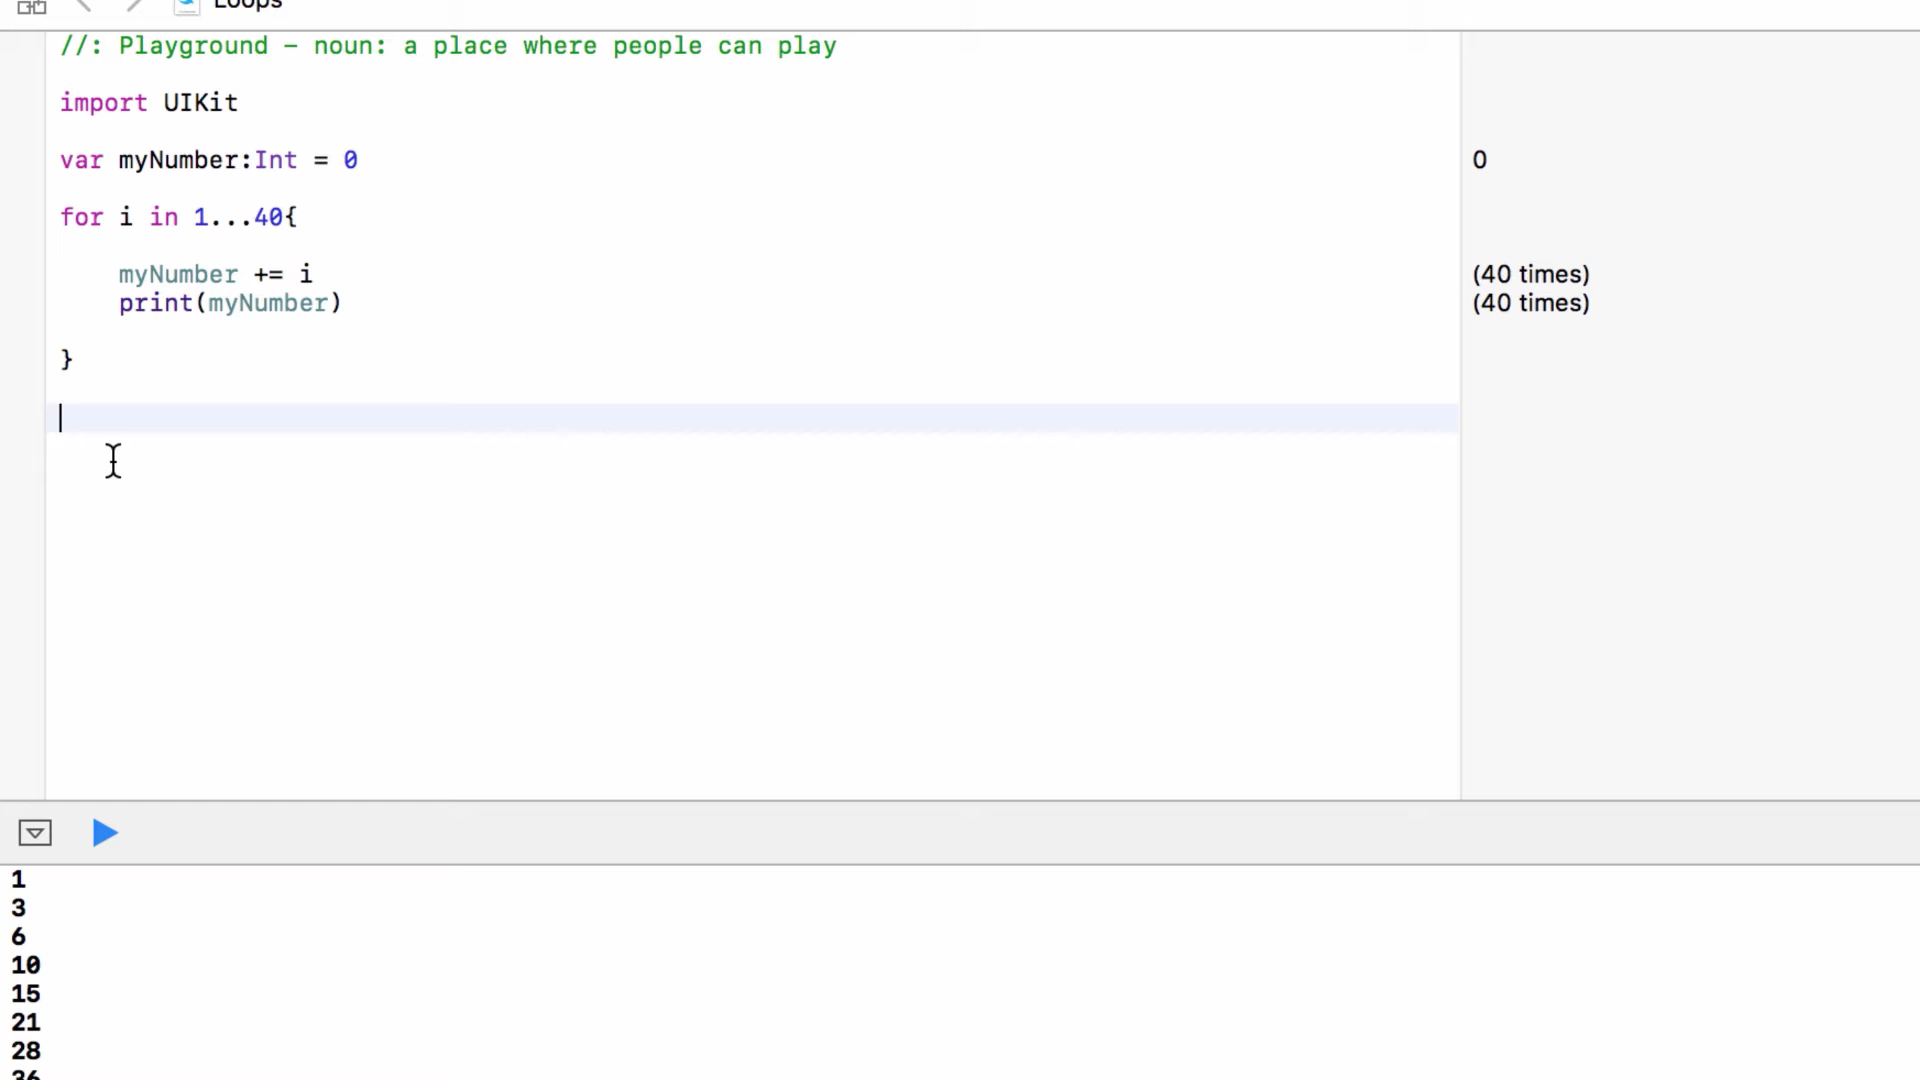 Loops
//: Playground – noun: a place where people can play
import UIKit
var myNumber:Int = 0
0
for i in 1...40{
myNumber += i
(40 times)
print(myNumber)
(40 times)
}
1
3
6
10
15
21
28
36